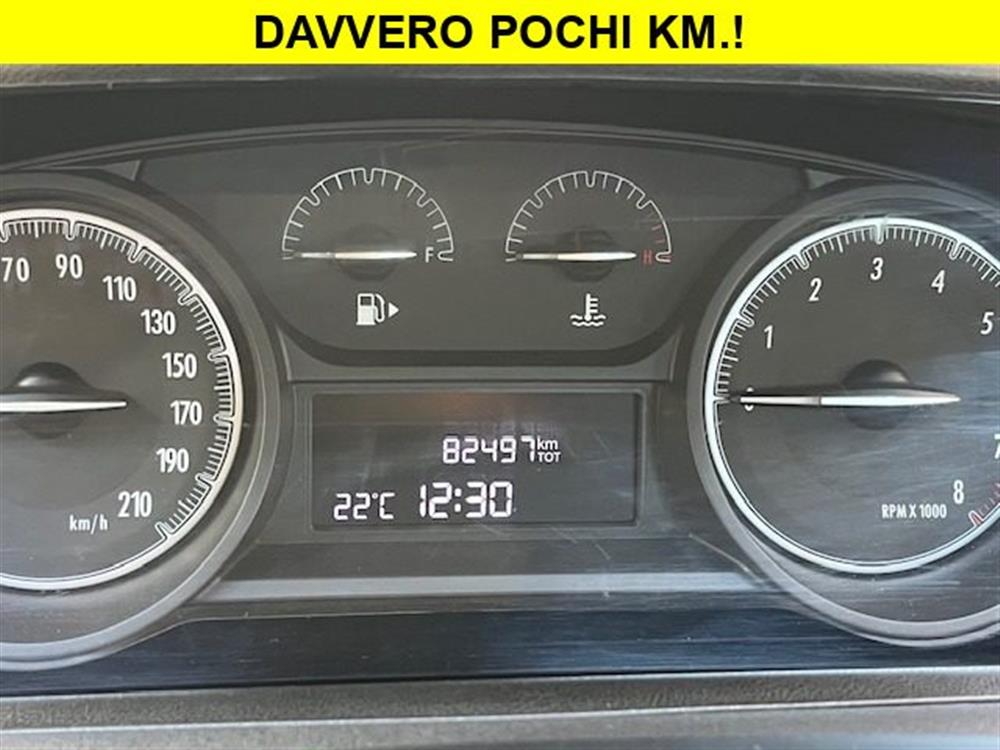 DAVVERO POCHI KM.!
70 90 110 130 150 170 190 210
km/h
F
H
82497 km TOT
22°C 12:30
0 1 2 3 4 5 7 8
RPM X 1000